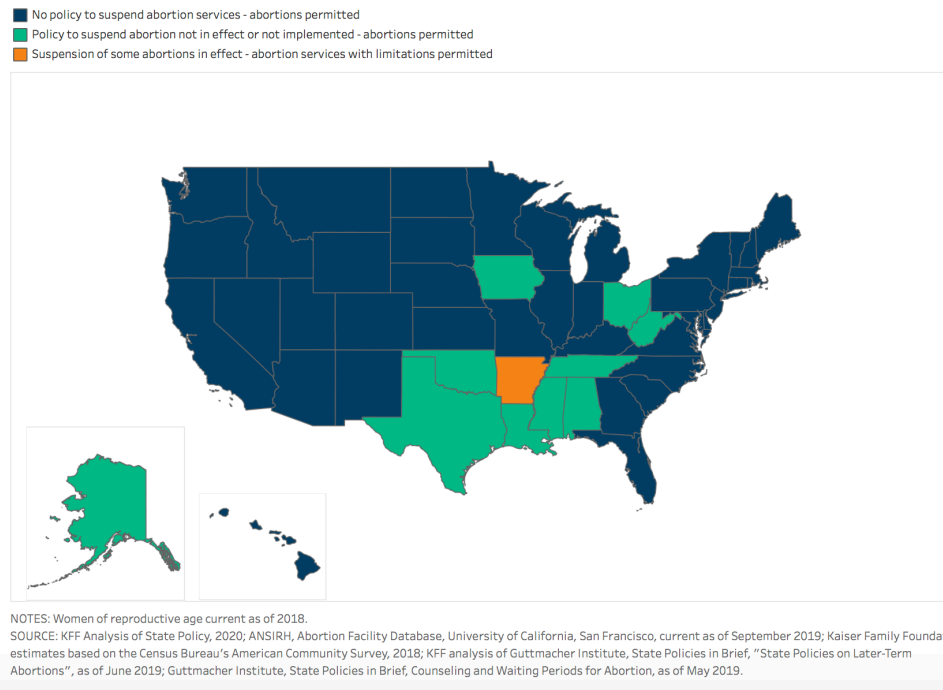 No policy to suspend abortion services - abortions permitted
Policy to suspend abortion not in effect or not implemented - abortions permitted
Suspension of some abortions in effect - abortion services with limitations permitted
NOTES: Women of reproductive age current as of 2018.
SOURCE: KFF Analysis of State Policy, 2020; ANSIRH, Abortion Facility Database, University of California, San Francisco, current as of September 2019; Kaiser Family Founda
estimates based on the Census Bureau's American Community Survey, 2018; KFF analysis of Guttmacher Institute, State Policies in Brief, "State Policies on Later-Term
Abortions", as of June 2019; Guttmacher Institute, State Policies in Brief, Counseling and Waiting Periods for Abortion, as of May 2019.